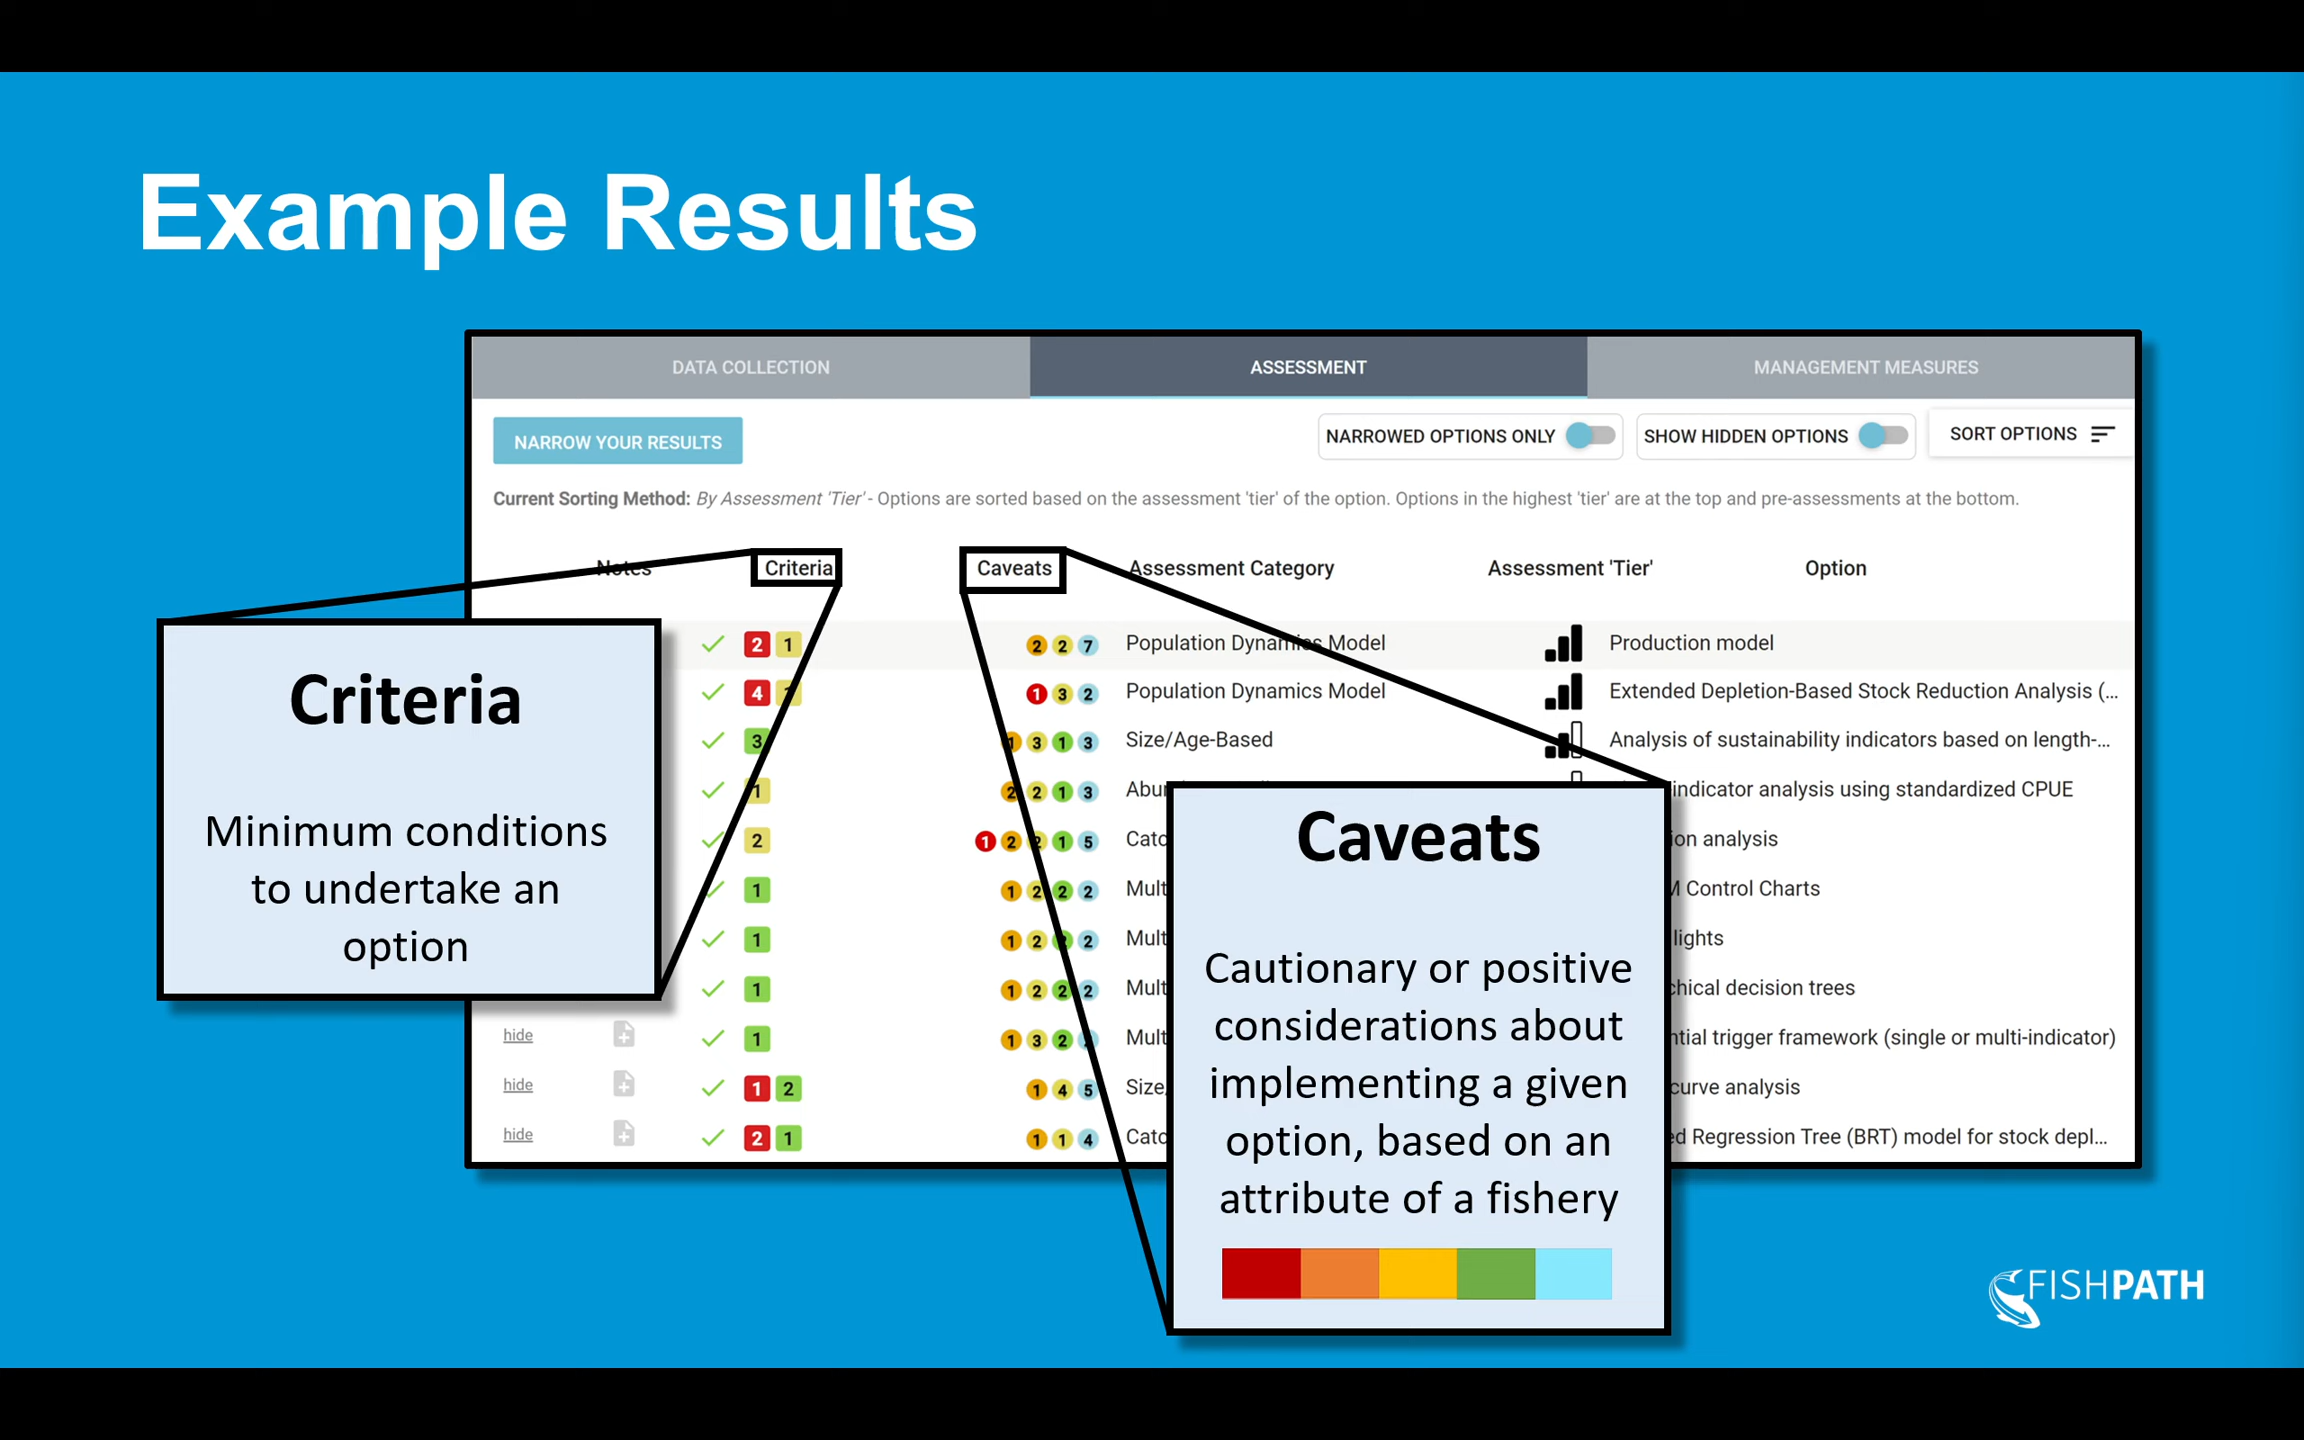 Example Results
DATA COLLECTION
ASSESSMENT
MANAGEMENT MEASURES
NARROW YOUR RESULTS
NARROWED OPTIONS ONLY
SHOW HIDDEN OPTIONS
SORT OPTIONS
Current Sorting Method: By Assessment 'Tier' - Options are sorted based on the assessment 'tier' of the option. Options in the highest 'tier' are at the top and pre-assessments at the bottom.
Notes Criteria Caveats Assessment Category Assessment 'Tier' Option
2 1 2 2 7 Population Dynamics Model Production model
4 1 1 3 2 Population Dynamics Model Extended Depletion-Based Stock Reduction Analysis (...
3 1 3 1 3 Size/Age-Based Analysis of sustainability indicators based on length-...
1 2 2 1 3 indicator analysis using standardized CPUE
2 1 2 2 1 5 analysis
1 1 2 2 2 Control Charts
1 1 2 2 lights
1 1 2 2 2 decision trees
hide 1 1 3 2 trigger framework (single or multi-indicator)
hide 1 2 1 4 5 curve analysis
hide 2 1 1 1 4 Regression Tree (BRT) model for stock depl...
Criteria
Minimum conditions
to undertake an
option
Caveats
Cautionary or positive
considerations about
implementing a given
option, based on an
attribute of a fishery
FISHPATH